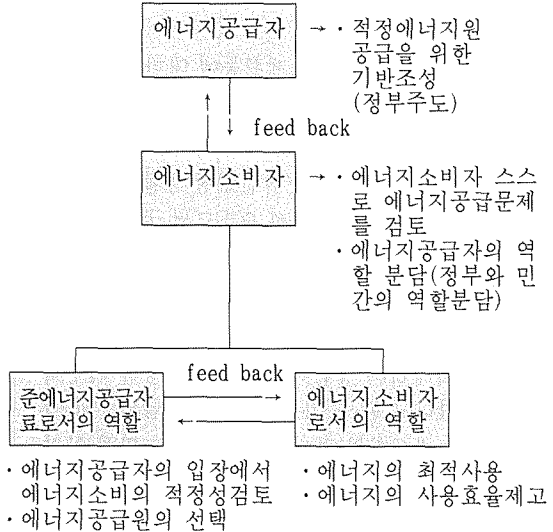 에너지공급자
→ · 적정에너지원
공급을 위한
기반조성
(정부주도)
feed back
에너지소비자
→ · 에너지소비자 스스
로 에너지공급문제
를 검토
· 에너지공급자의 역
할 분담(정부와 민
간의 역할분담)
준에너지공급자
료로서의 역할
feed back
에너지소비자
로서의 역할
· 에너지공급자의 입장에서
에너지소비의 적정성검토
· 에너지공급원의 선택
· 에너지의 최적사용
· 에너지의 사용효율제고